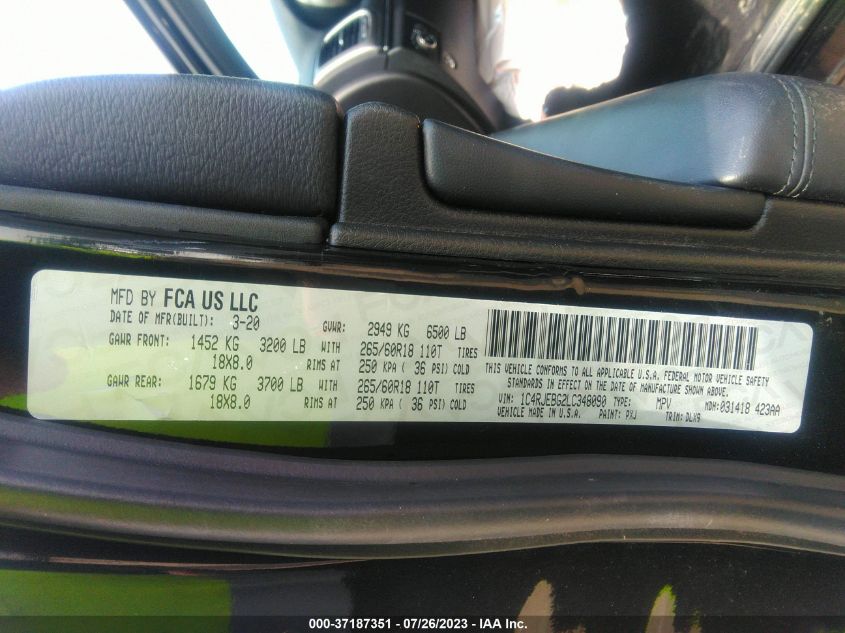 MFD BY FCA US LLC
DATE OF MFR(BUILT): 3-20 GVWR: 2949 KG 6500 LB
GAWR FRONT: 1452 KG 3200 LB WITH 265/60R18 110T TIRES
18X8.0 RIMS AT 250 KPA ( 36 PSI) COLD
GAWR REAR: 1679 KG 3700 LB WITH 265/60R18 110T TIRES
18X8.0 RIMS AT 250 KPA ( 36 PSI) COLD
THIS VEHICLE CONFORMS TO ALL APPLICABLE U.S.A. FEDERAL MOTOR VEHICLE SAFETY
STANDARDS IN EFFECT ON THE DATE OF MANUFACTURE SHOWN ABOVE.
VIN: 1C4RJEBG2LC348090 TYPE: MPV MDH:031418 423AA
VEHICLE MADE IN U.S.A. PAINT: PXJ TRIM: DLX9
000-37187351 - 07/26/2023 - IAA Inc.